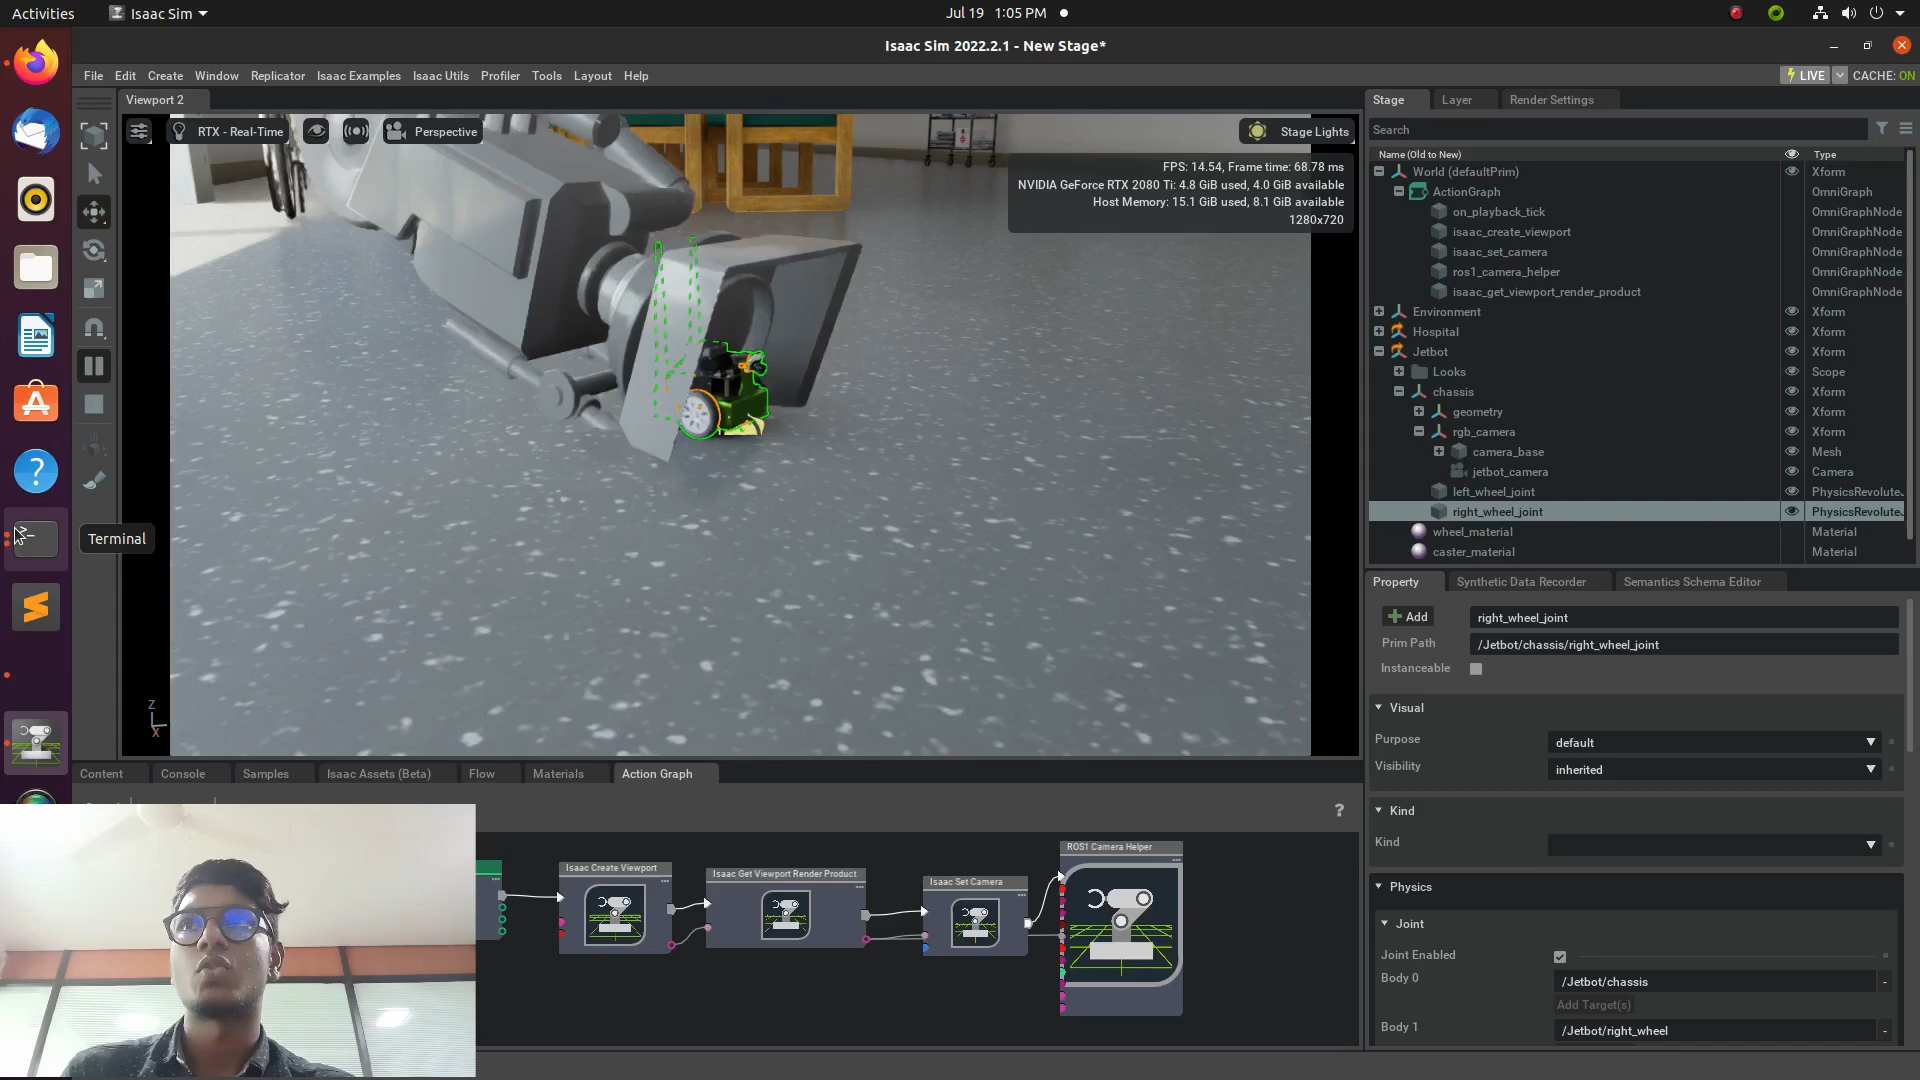 Activities
Isaac Sim
Jul 19 1:05 PM
Isaac Sim 2022.2.1 - New Stage*
File Edit Create Window Replicator Isaac Examples Isaac Utils Profiler Tools Layout Help
LIVE
CACHE: ON
Viewport 2
RTX - Real-Time
Perspective
Stage Lights
FPS: 14.54, Frame time: 68.78 ms
NVIDIA GeForce RTX 2080 Ti: 4.8 GiB used, 4.0 GiB available
Host Memory: 15.1 GiB used, 8.1 GiB available
1280x720
Z
X
Terminal
Stage Layer Render Settings
Search
Name (Old to New) Type
World (defaultPrim) Xform
ActionGraph OmniGraph
on_playback_tick OmniGraphNode
isaac_create_viewport OmniGraphNode
isaac_set_camera OmniGraphNode
ros1_camera_helper OmniGraphNode
isaac_get_viewport_render_product OmniGraphNode
Environment Xform
Hospital Xform
Jetbot Xform
Looks Scope
chassis Xform
geometry Xform
rgb_camera Xform
camera_base Mesh
jetbot_camera Camera
left_wheel_joint PhysicsRevolute
right_wheel_joint PhysicsRevolute
wheel_material Material
caster_material Material
Property Synthetic Data Recorder Semantics Schema Editor
Add right_wheel_joint
Prim Path /Jetbot/chassis/right_wheel_joint
Instanceable
Visual
Purpose default
Visibility inherited
Kind
Kind
Physics
Joint
Joint Enabled
Body 0 /Jetbot/chassis -
Add Target(s)
Body 1 /Jetbot/right_wheel -
Content Console Samples Isaac Assets (Beta) Flow Materials Action Graph
?
Isaac Create Viewport
Isaac Get Viewport Render Product
Isaac Set Camera
ROS1 Camera Helper